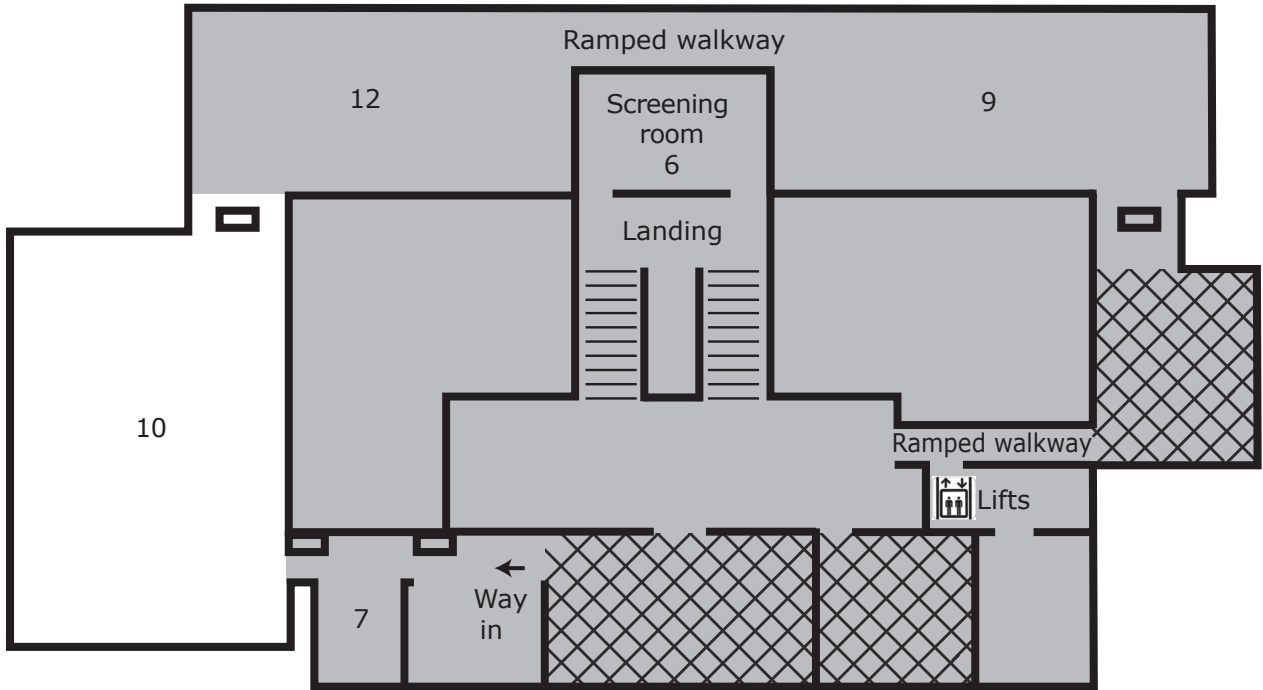 Ramped walkway
12
9
Screening
room
6
Landing
10
Ramped walkway
Lifts
Way
in
7